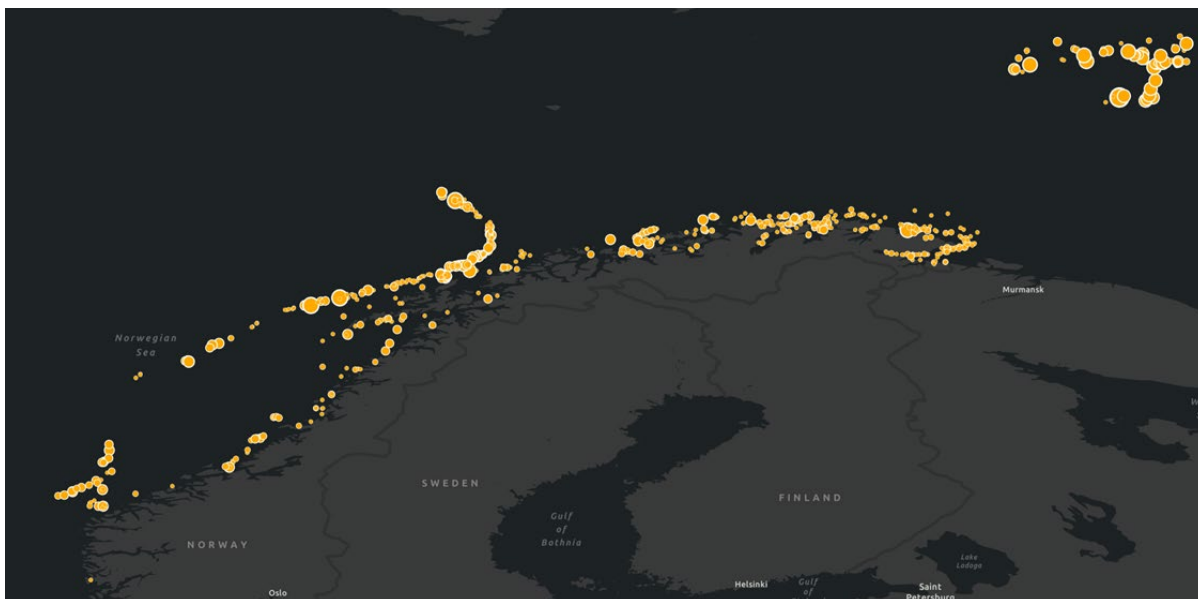 Murmansk
Norwegian
Sea
SWEDEN
FINLAND
Gulf
of
Bothnia
NORWAY
Lake
Ladoga
Oslo
Helsinki
Gulf
of
Saint
Petersburg